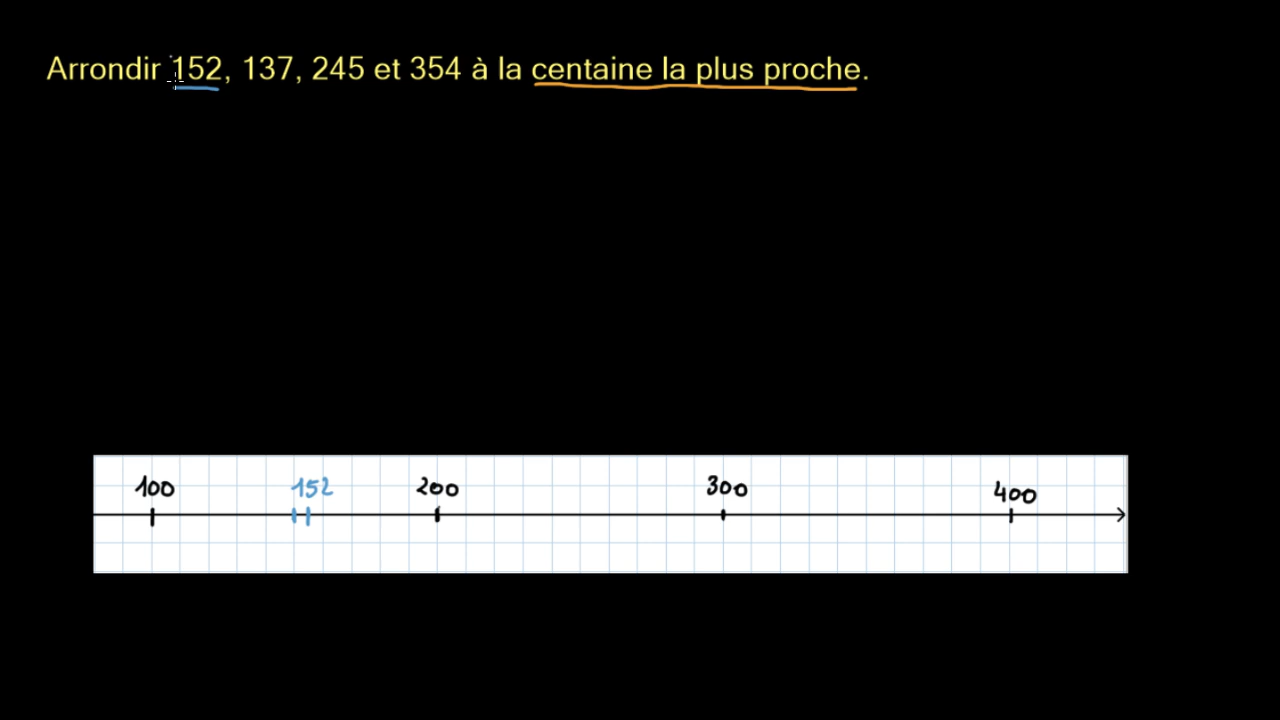 Arrondir 152, 137, 245 et 354 à la centaine la plus proche.
100 152 200 300 400